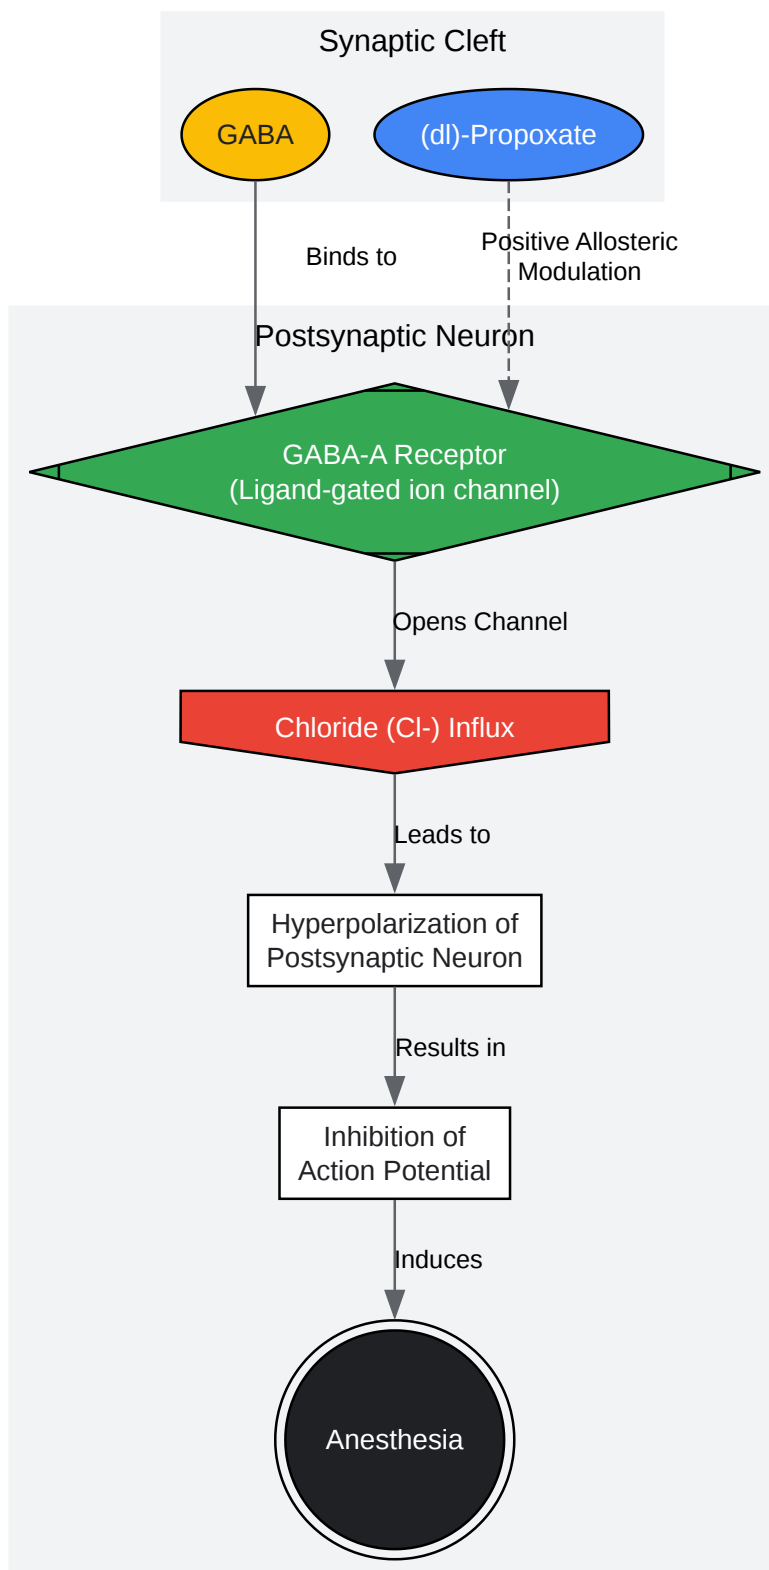 Synaptic Cleft
GABA
(dl)-Propoxate
Binds to
Positive Allosteric
Modulation
Postsynaptic Neuron
GABA-A Receptor
(Ligand-gated ion channel)
Opens Channel
Chloride (Cl-) Influx
Leads to
Hyperpolarization of
Postsynaptic Neuron
Results in
Inhibition of
Action Potential
Induces
Anesthesia